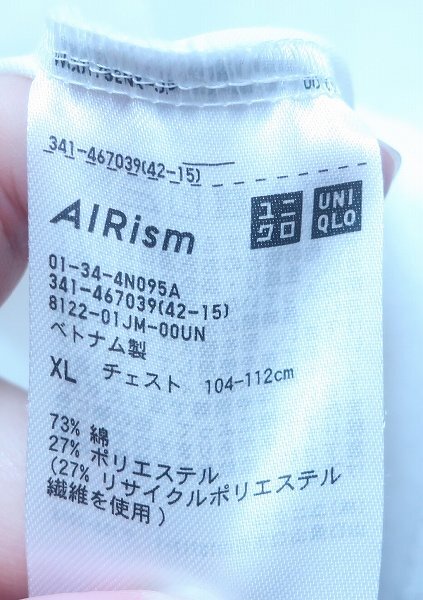 341-467039(42-15)
AIRism
ユニ
クロ
UNI
QLO
01-34-4N095A
341-467039(42-15)
8122-01JM-00UN
ベトナム製
XL チェスト 104-112cm
73% 綿
27% ポリエステル
(27% リサイクルポリエステル
繊維を使用)